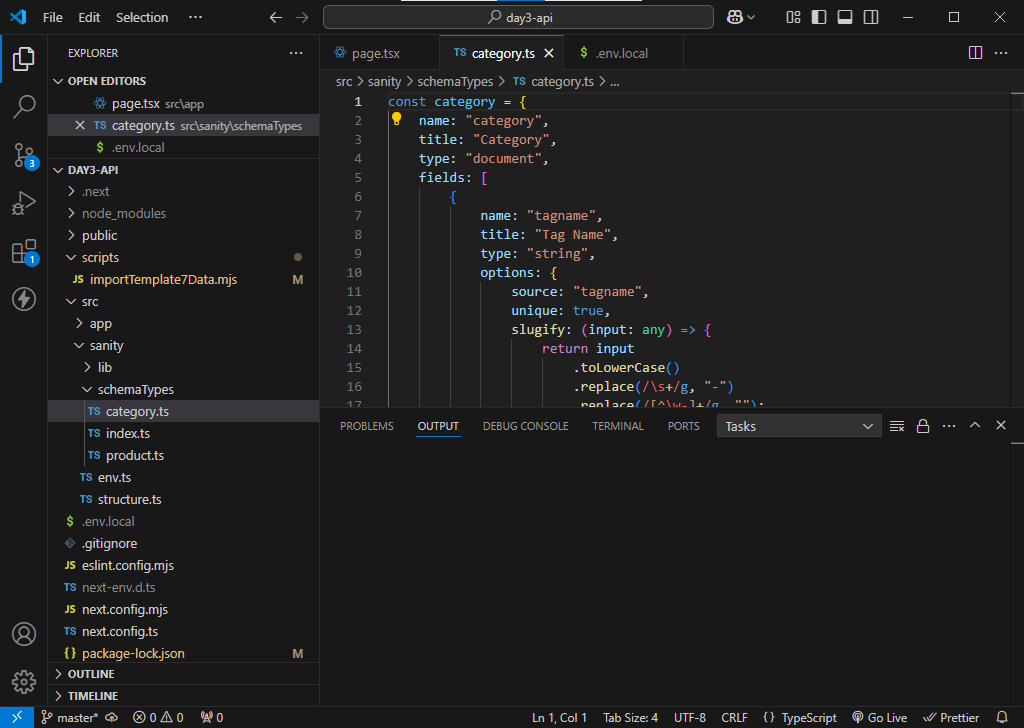 File Edit Selection ··· day3-api
EXPLORER ···
OPEN EDITORS
page.tsx src\app
category.ts src\sanity\schemaTypes
$ .env.local
DAY3-API
.next
node_modules
public
scripts
JS importTemplate7Data.mjs M
src
app
sanity
lib
schemaTypes
TS category.ts
TS index.ts
TS product.ts
TS env.ts
TS structure.ts
$ .env.local
.gitignore
JS eslint.config.mjs
TS next-env.d.ts
JS next.config.mjs
TS next.config.ts
{} package-lock.json M
OUTLINE
TIMELINE
3
1
page.tsx TS category.ts $ .env.local ···
src > sanity > schemaTypes > TS category.ts > ...
1 const category = {
2 name: "category",
3 title: "Category",
4 type: "document",
5 fields: [
6 {
7 name: "tagname",
8 title: "Tag Name",
9 type: "string",
10 options: {
11 source: "tagname",
12 unique: true,
13 slugify: (input: any) => {
14 return input
15 .toLowerCase()
16 .replace(/\s+/g, "-")
17 .replace(/[^\w-]+/g, "");
PROBLEMS OUTPUT DEBUG CONSOLE TERMINAL PORTS Tasks ···
master* 0 0 0 Ln 1, Col 1 Tab Size: 4 UTF-8 CRLF {} TypeScript Go Live Prettier